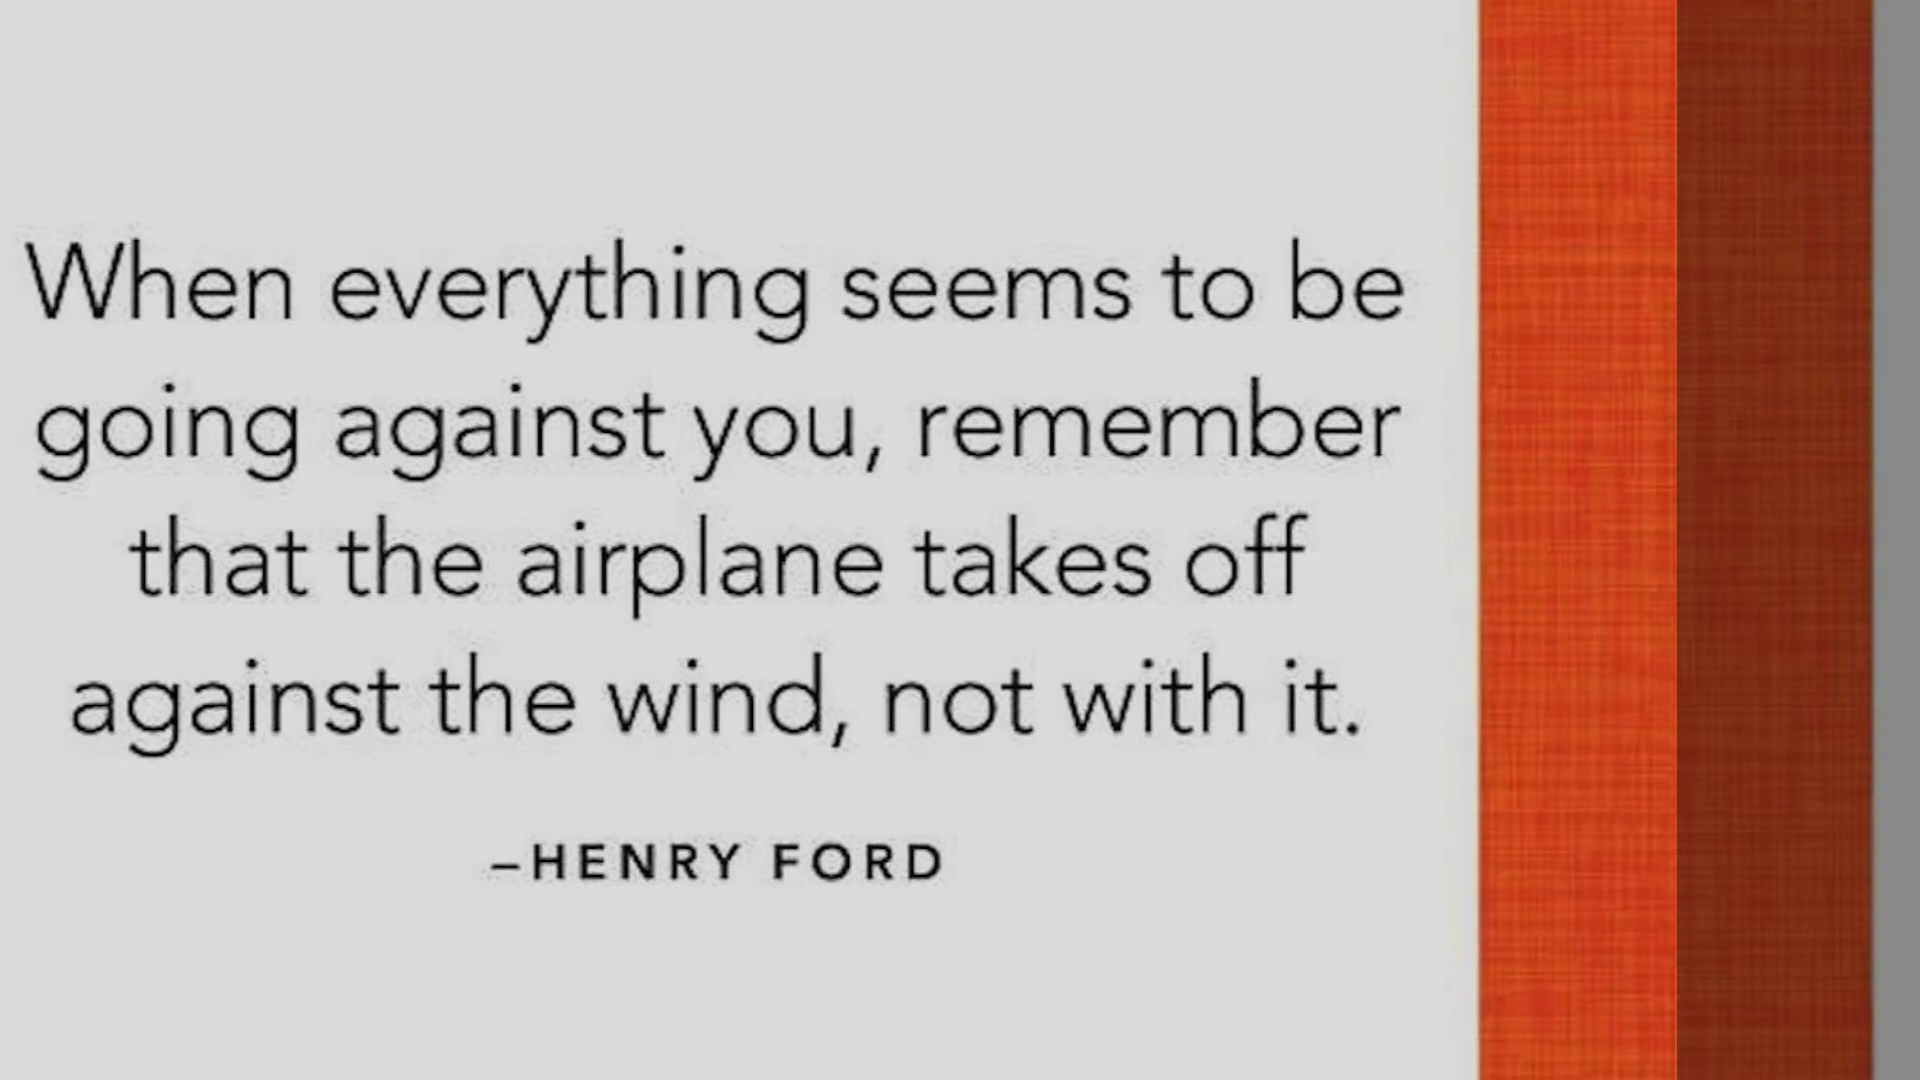 When everything seems to be
going against you, remember
that the airplane takes off
against the wind, not with it.
–HENRY FORD